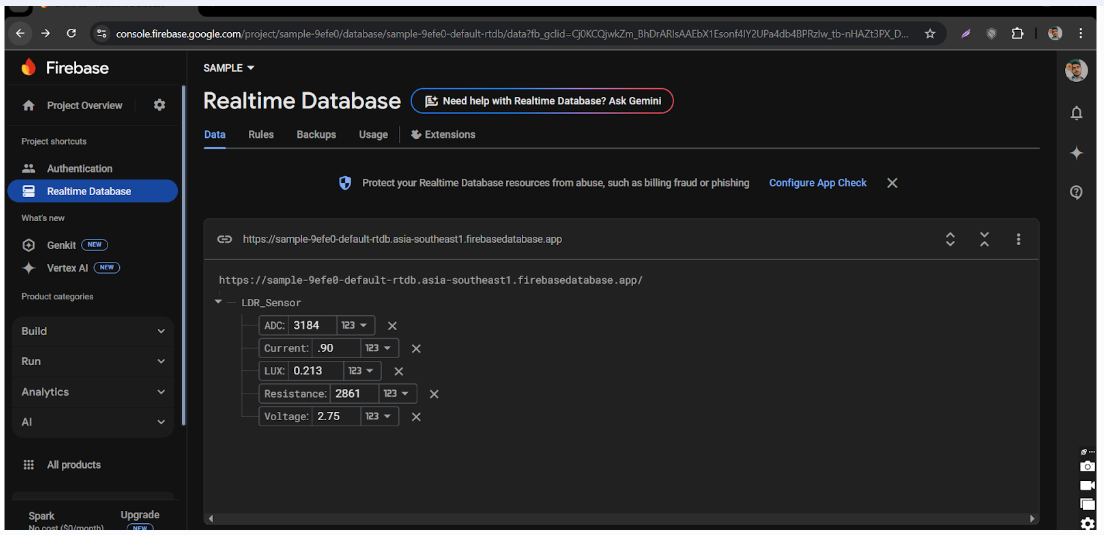 console.firebase.google.com/project/sample-9efe0/database/sample-9efe0-default-rtdb/data?fb_gclid=Cj0KCQjwkZm_BhDrARIsAAEbX1Esonf4lY2UPa4db4BPRzIw_tb-nHAZt3PX_D...
Firebase
SAMPLE
Project Overview
Realtime Database
Need help with Realtime Database? Ask Gemini
Data Rules Backups Usage Extensions
Project shortcuts
Authentication
Realtime Database
Protect your Realtime Database resources from abuse, such as billing fraud or phishing Configure App Check
What's new
Genkit NEW
Vertex AI NEW
Product categories
Build
Run
Analytics
AI
All products
Spark
No cost ($0/month)
Upgrade
NEW
https://sample-9efe0-default-rtdb.asia-southeast1.firebasedatabase.app
https://sample-9efe0-default-rtdb.asia-southeast1.firebasedatabase.app/
LDR_Sensor
ADC: 3184 123
Current: .90 123
LUX: 0.213 123
Resistance: 2861 123
Voltage: 2.75 123